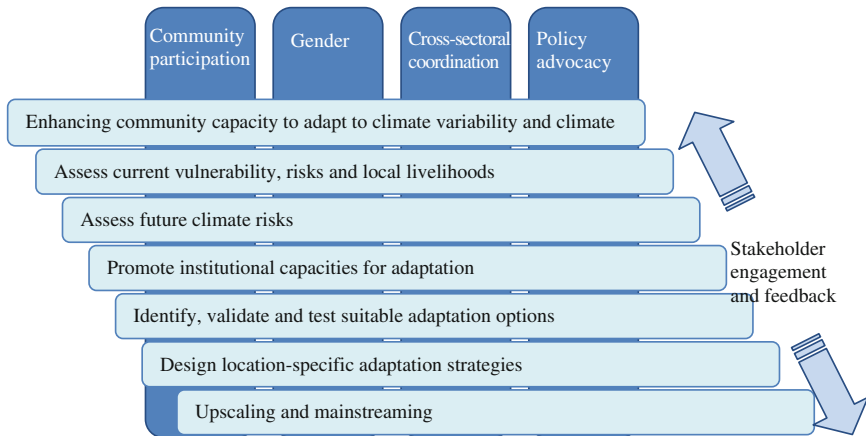 Community
participation
Gender
Cross-sectoral
coordination
Policy
advocacy
Enhancing community capacity to adapt to climate variability and climate
Assess current vulnerability, risks and local livelihoods
Assess future climate risks
Promote institutional capacities for adaptation
Identify, validate and test suitable adaptation options
Design location-specific adaptation strategies
Upscaling and mainstreaming
Stakeholder
engagement
and feedback